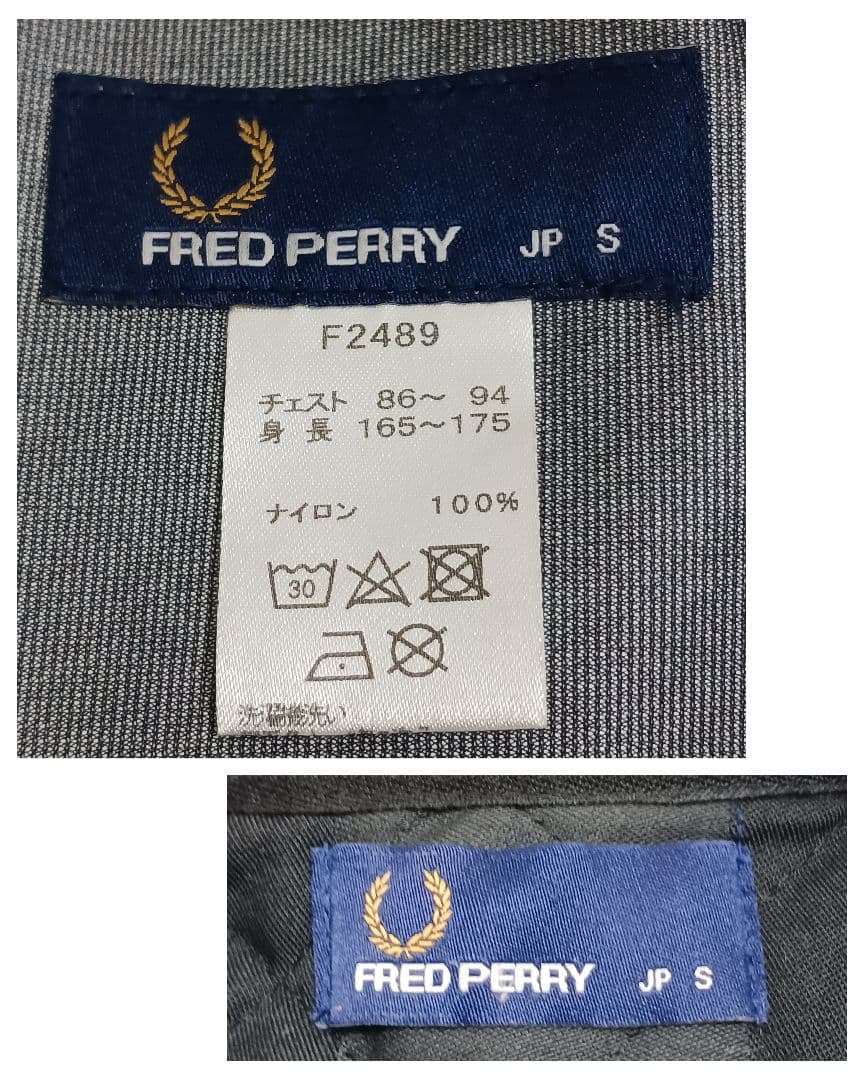 FRED PERRY JP S
F2489
チェスト 86～ 94
身 長 165～175
ナイロン 100%
30
FRED PERRY JP S